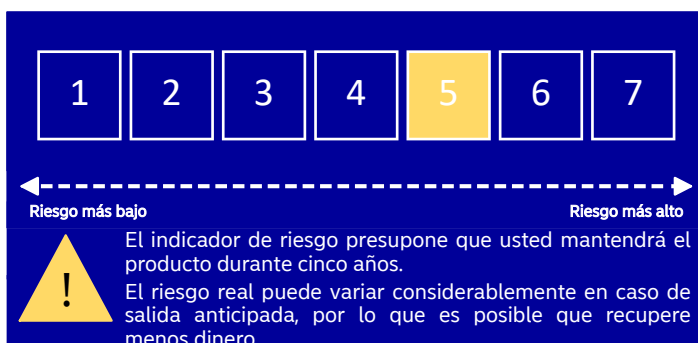 1 2 3 4 5 6 7
Riesgo más bajo Riesgo más alto
!
El indicador de riesgo presupone que usted mantendrá el
producto durante cinco años.
El riesgo real puede variar considerablemente en caso de
salida anticipada, por lo que es posible que recupere
menos dinero